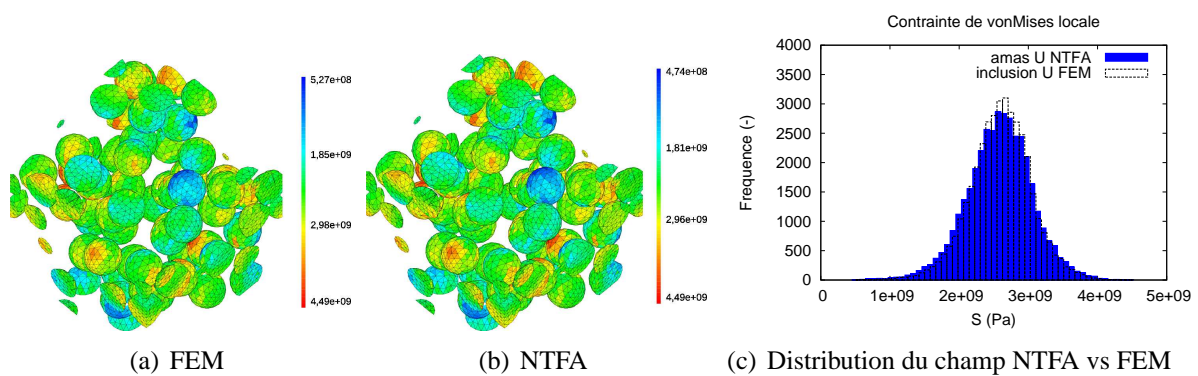 5,27e+08
1,85e+09
2,98e+09
4,49e+09
(a) FEM
4,74e+08
1,81e+09
2,96e+09
4,49e+09
(b) NTFA
Contrainte de vonMises locale
amas U NTFA
inclusion U FEM
Frequence (-)
4000
3500
3000
2500
2000
1500
1000
500
0
0 1e+09 2e+09 3e+09 4e+09 5e+09
S (Pa)
(c) Distribution du champ NTFA vs FEM